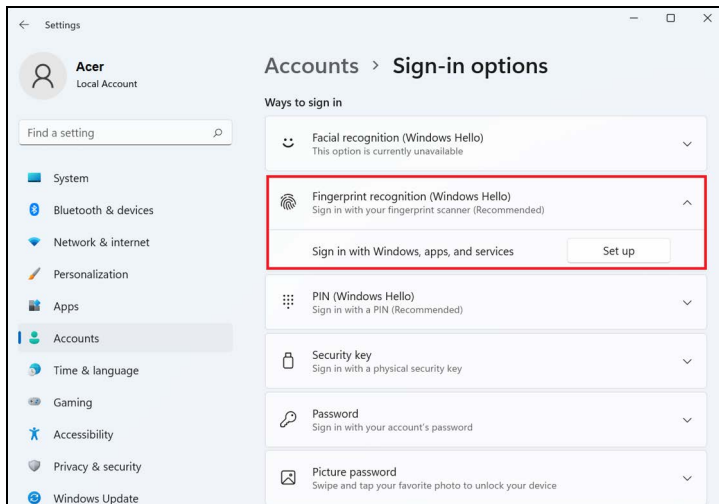 Settings
Acer
Local Account
Find a setting
System
Bluetooth & devices
Network & internet
Personalization
Apps
Accounts
Time & language
Gaming
Accessibility
Privacy & security
Windows Update
Accounts > Sign-in options
Ways to sign in
Facial recognition (Windows Hello)
This option is currently unavailable
Fingerprint recognition (Windows Hello)
Sign in with your fingerprint scanner (Recommended)
Sign in with Windows, apps, and services
Set up
PIN (Windows Hello)
Sign in with a PIN (Recommended)
Security key
Sign in with a physical security key
Password
Sign in with your account's password
Picture password
Swipe and tap your favorite photo to unlock your device